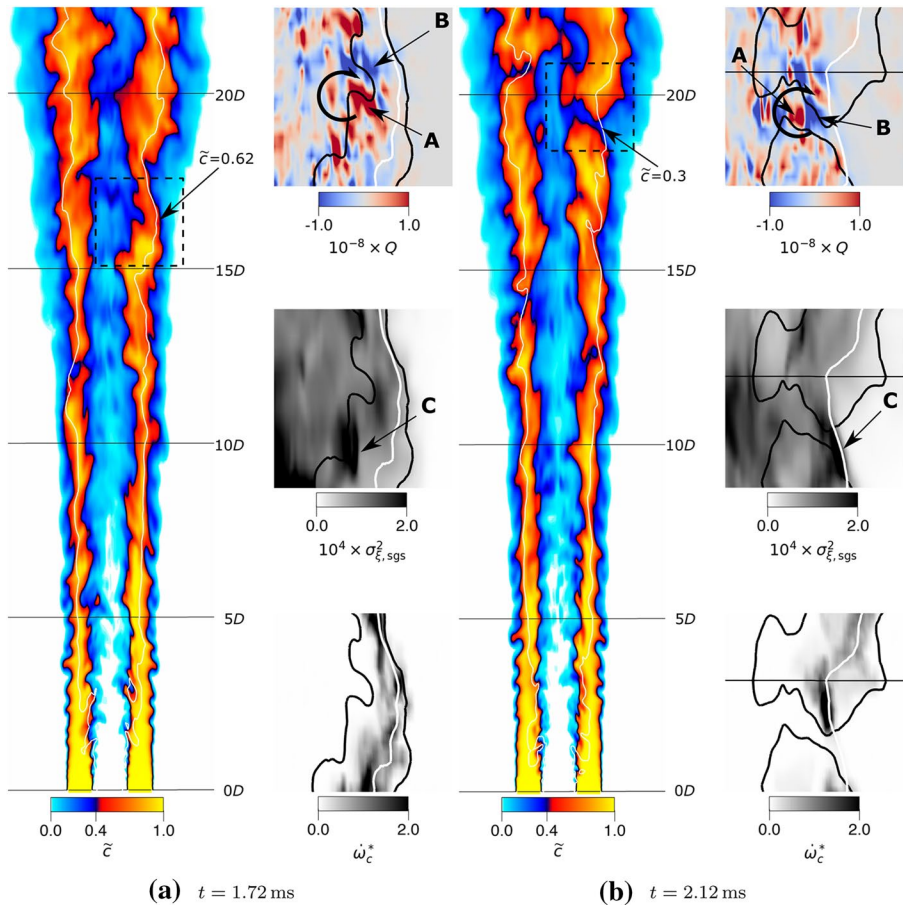 B
A
20D
c̃=0.62
-1.0 1.0
10⁻⁸ × Q
15D
C
10D
0.0 2.0
10⁴ × σ²ξ,sgs
5D
0D
0.0 0.4 1.0
c̃
0.0 2.0
ω̇c*
(a) t = 1.72 ms
A
B
20D
c̃=0.3
-1.0 1.0
10⁻⁸ × Q
15D
C
10D
0.0 2.0
10⁴ × σ²ξ,sgs
5D
0D
0.0 0.4 1.0
c̃
0.0 2.0
ω̇c*
(b) t = 2.12 ms